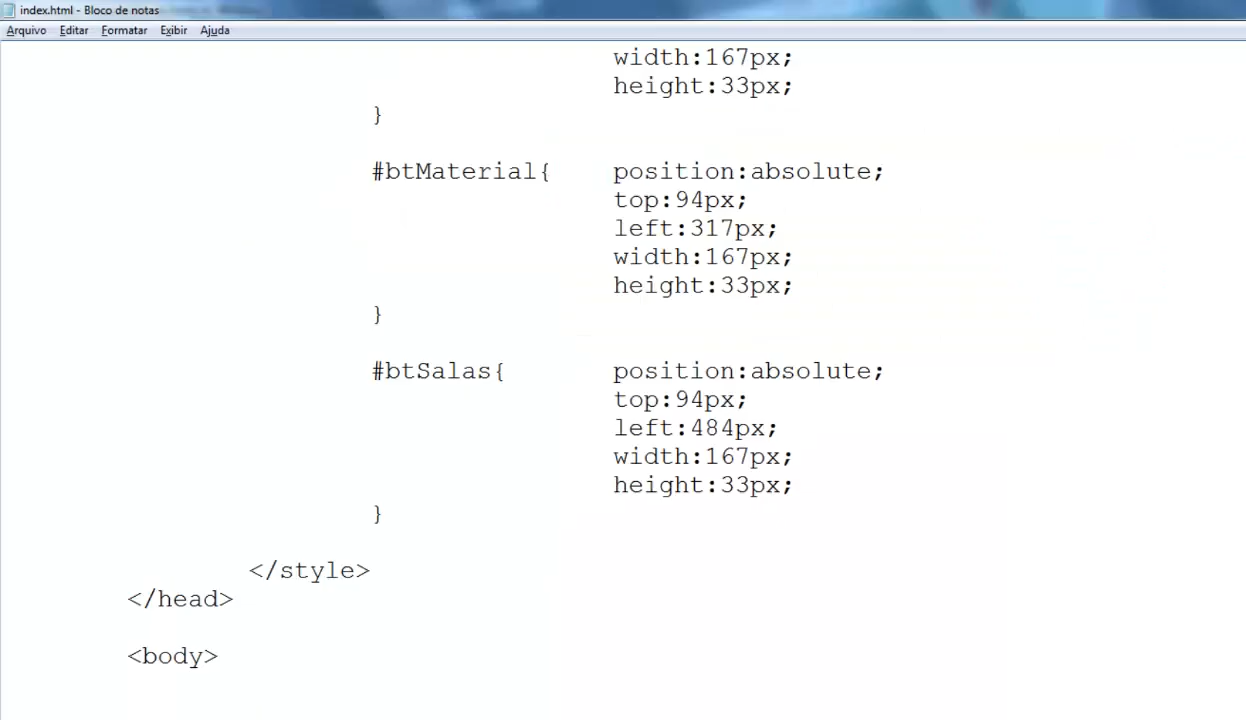 index.html - Bloco de notas
Arquivo Editar Formatar Exibir Ajuda
width:167px;
height:33px;
}
#btMaterial{ position:absolute;
top:94px;
left:317px;
width:167px;
height:33px;
}
#btSalas{ position:absolute;
top:94px;
left:484px;
width:167px;
height:33px;
}
</style>
</head>
<body>